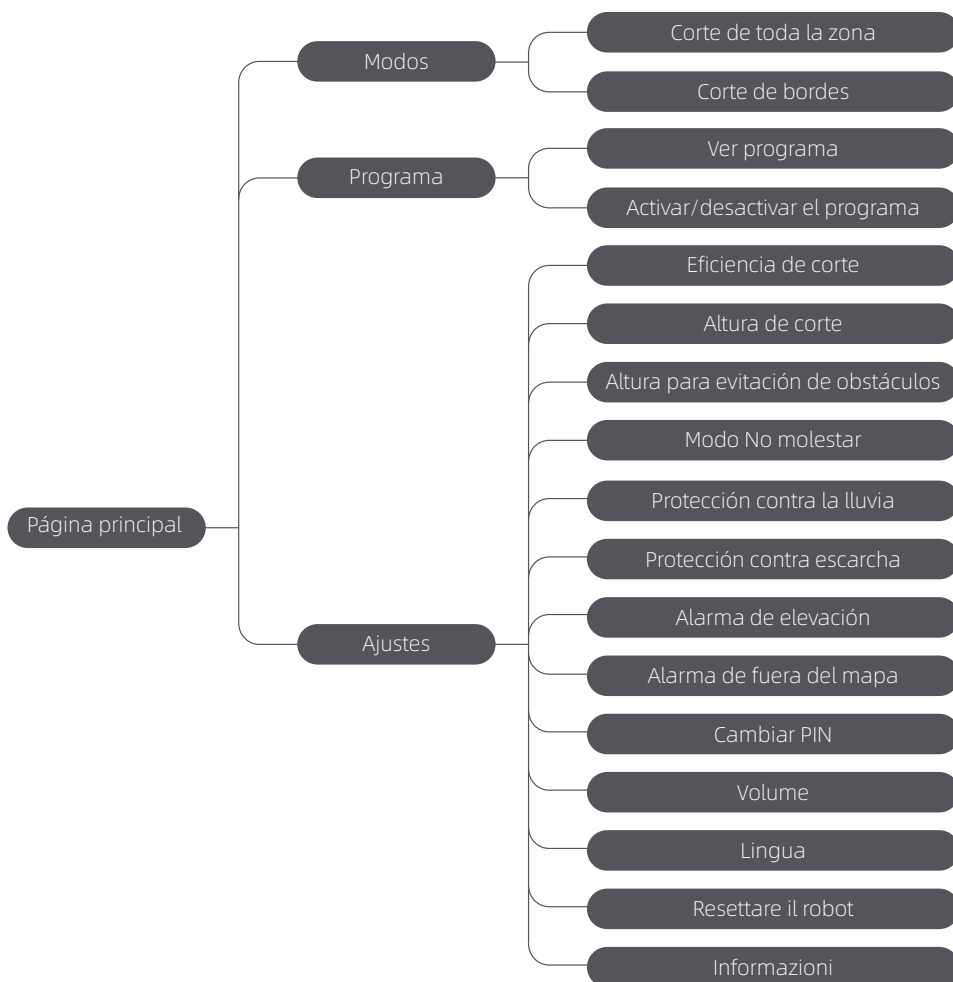 Corte de toda la zona
Modos
Corte de bordes
Ver programa
Programa
Activar/desactivar el programa
Eficiencia de corte
Altura de corte
Altura para evitación de obstáculos
Modo No molestar
Protección contra la lluvia
Página principal
Protección contra escarcha
Alarma de elevación
Ajustes
Alarma de fuera del mapa
Cambiar PIN
Volume
Lingua
Resettare il robot
Informazioni